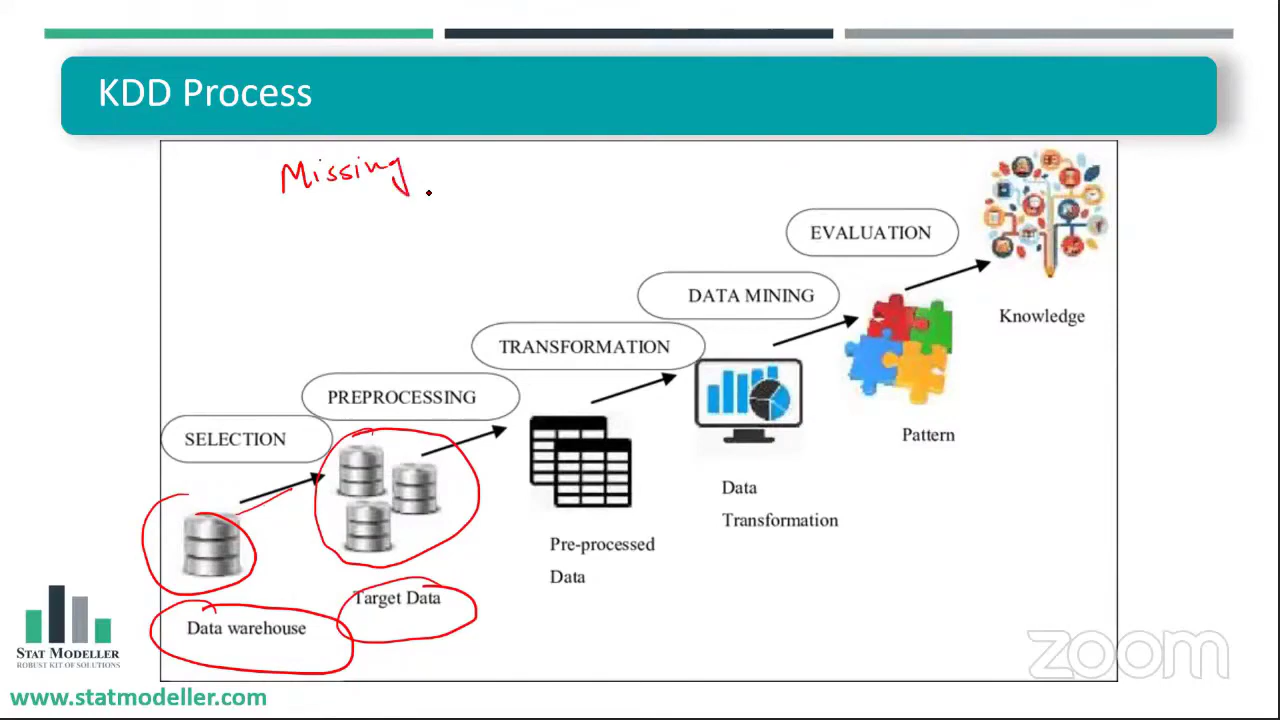 KDD Process
Missing
EVALUATION
DATA MINING
Knowledge
TRANSFORMATION
PREPROCESSING
SELECTION
Pattern
Data
Transformation
Pre-processed
Data
Target Data
Data warehouse
STAT MODELLER
ROBUST KIT OF SOLUTIONS
www.statmodeller.com
zoom